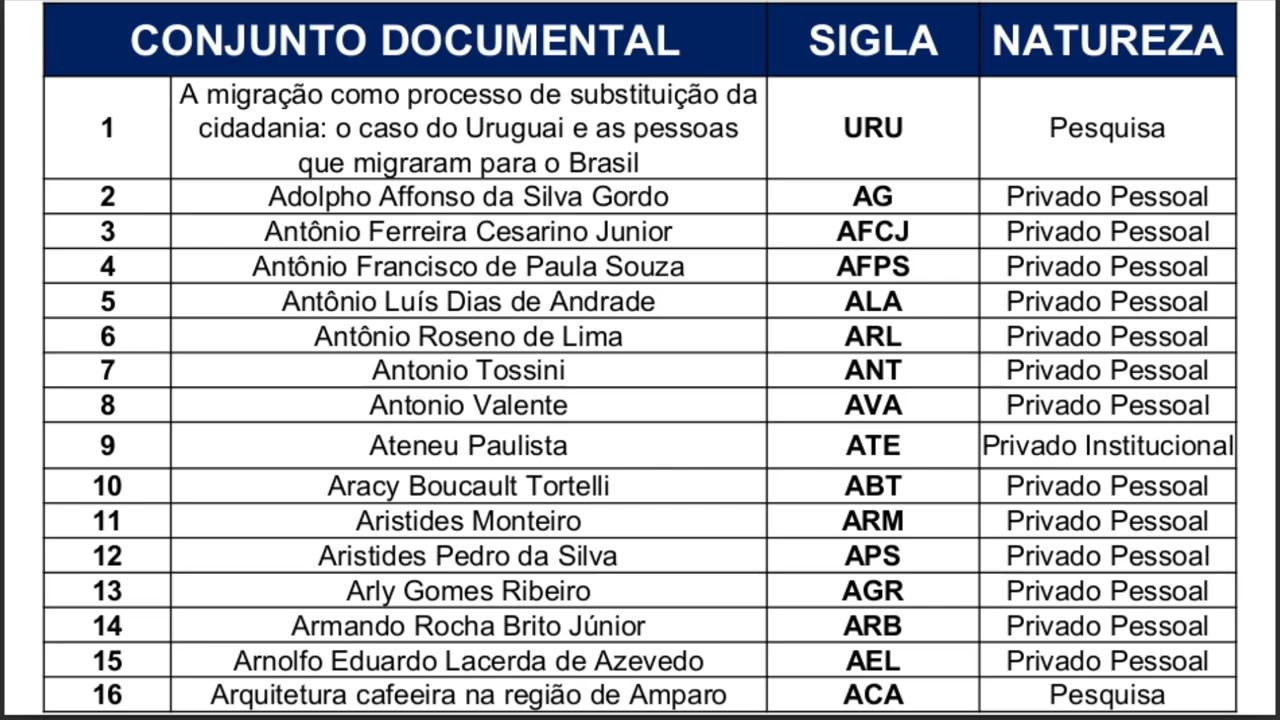 CONJUNTO DOCUMENTAL SIGLA NATUREZA
A migração como processo de substituição da
cidadania: o caso do Uruguai e as pessoas
que migraram para o Brasil
1 URU Pesquisa
2 Adolpho Affonso da Silva Gordo AG Privado Pessoal
3 Antônio Ferreira Cesarino Junior AFCJ Privado Pessoal
4 Antônio Francisco de Paula Souza AFPS Privado Pessoal
5 Antônio Luís Dias de Andrade ALA Privado Pessoal
6 Antônio Roseno de Lima ARL Privado Pessoal
7 Antonio Tossini ANT Privado Pessoal
8 Antonio Valente AVA Privado Pessoal
9 Ateneu Paulista ATE Privado Institucional
10 Aracy Boucault Tortelli ABT Privado Pessoal
11 Aristides Monteiro ARM Privado Pessoal
12 Aristides Pedro da Silva APS Privado Pessoal
13 Arly Gomes Ribeiro AGR Privado Pessoal
14 Armando Rocha Brito Júnior ARB Privado Pessoal
15 Arnolfo Eduardo Lacerda de Azevedo AEL Privado Pessoal
16 Arquitetura cafeeira na região de Amparo ACA Pesquisa